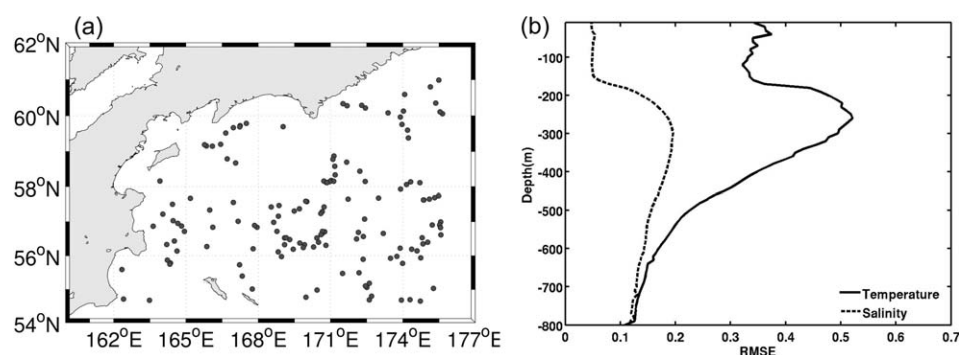 (a)
62°N
60°N
58°N
56°N
54°N
162°E 165°E 168°E 171°E 174°E 177°E
(b)
-100
-200
-300
-400
-500
-600
-700
-800
Depth(m)
0 0.1 0.2 0.3 0.4 0.5 0.6 0.7
RMSE
Temperature
Salinity